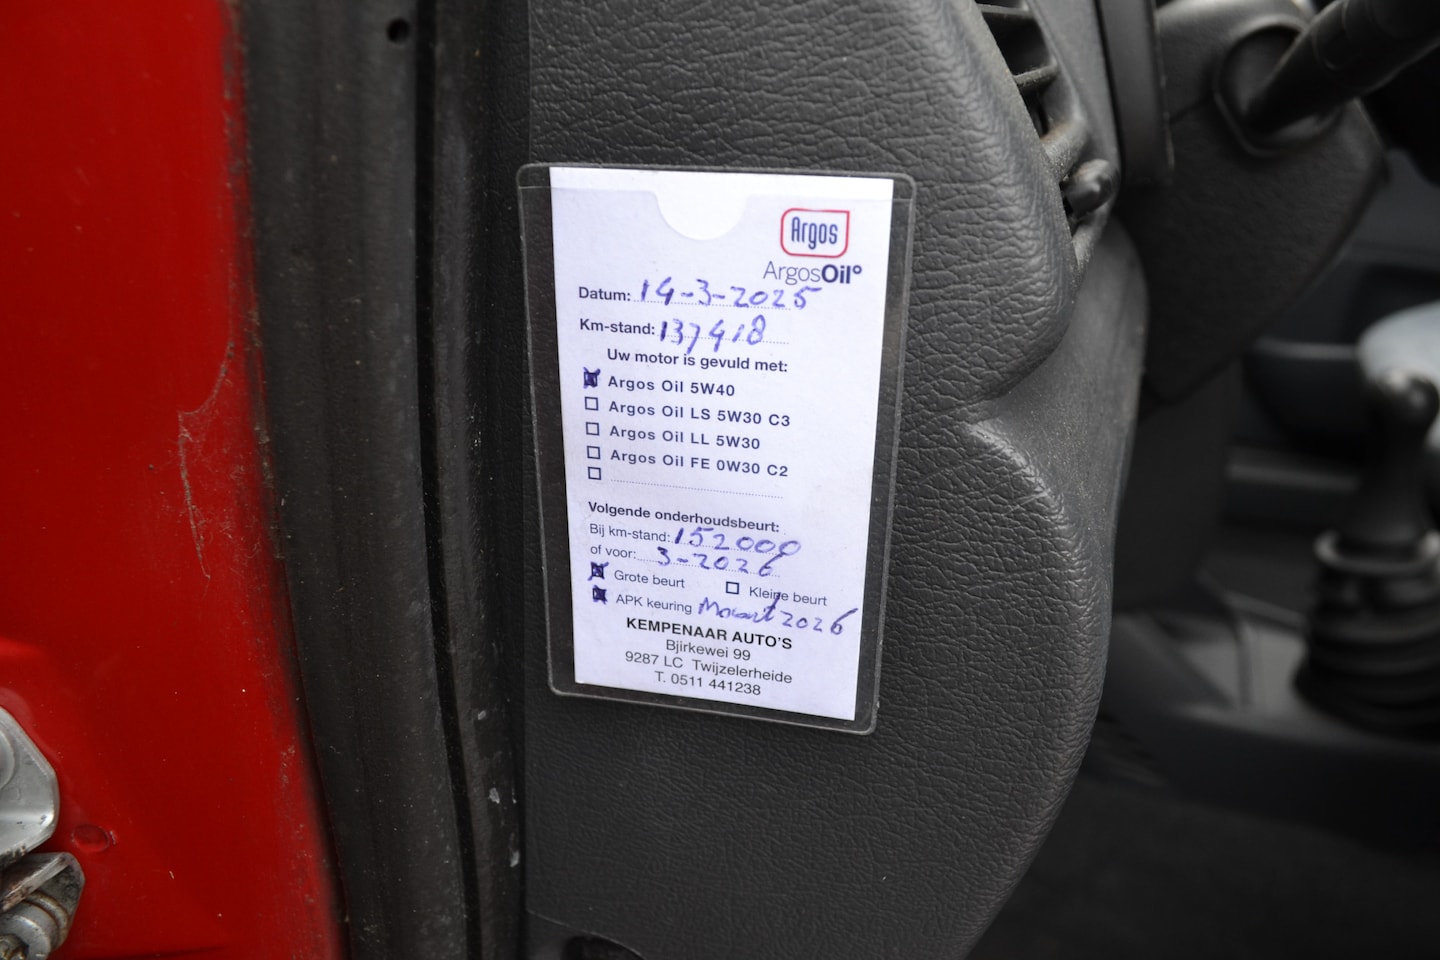 Argos
ArgosOil°
Datum: 14-3-2025
Km-stand: 137418
Uw motor is gevuld met:
Argos Oil 5W40
Argos Oil LS 5W30 C3
Argos Oil LL 5W30
Argos Oil FE 0W30 C2
Volgende onderhoudsbeurt:
Bij km-stand: 152000
of voor: 3-2026
Grote beurt Kleine beurt
APK keuring Maart 2026
KEMPENAAR AUTO'S
Bjirkewei 99
9287 LC Twijzelerheide
T. 0511 441238